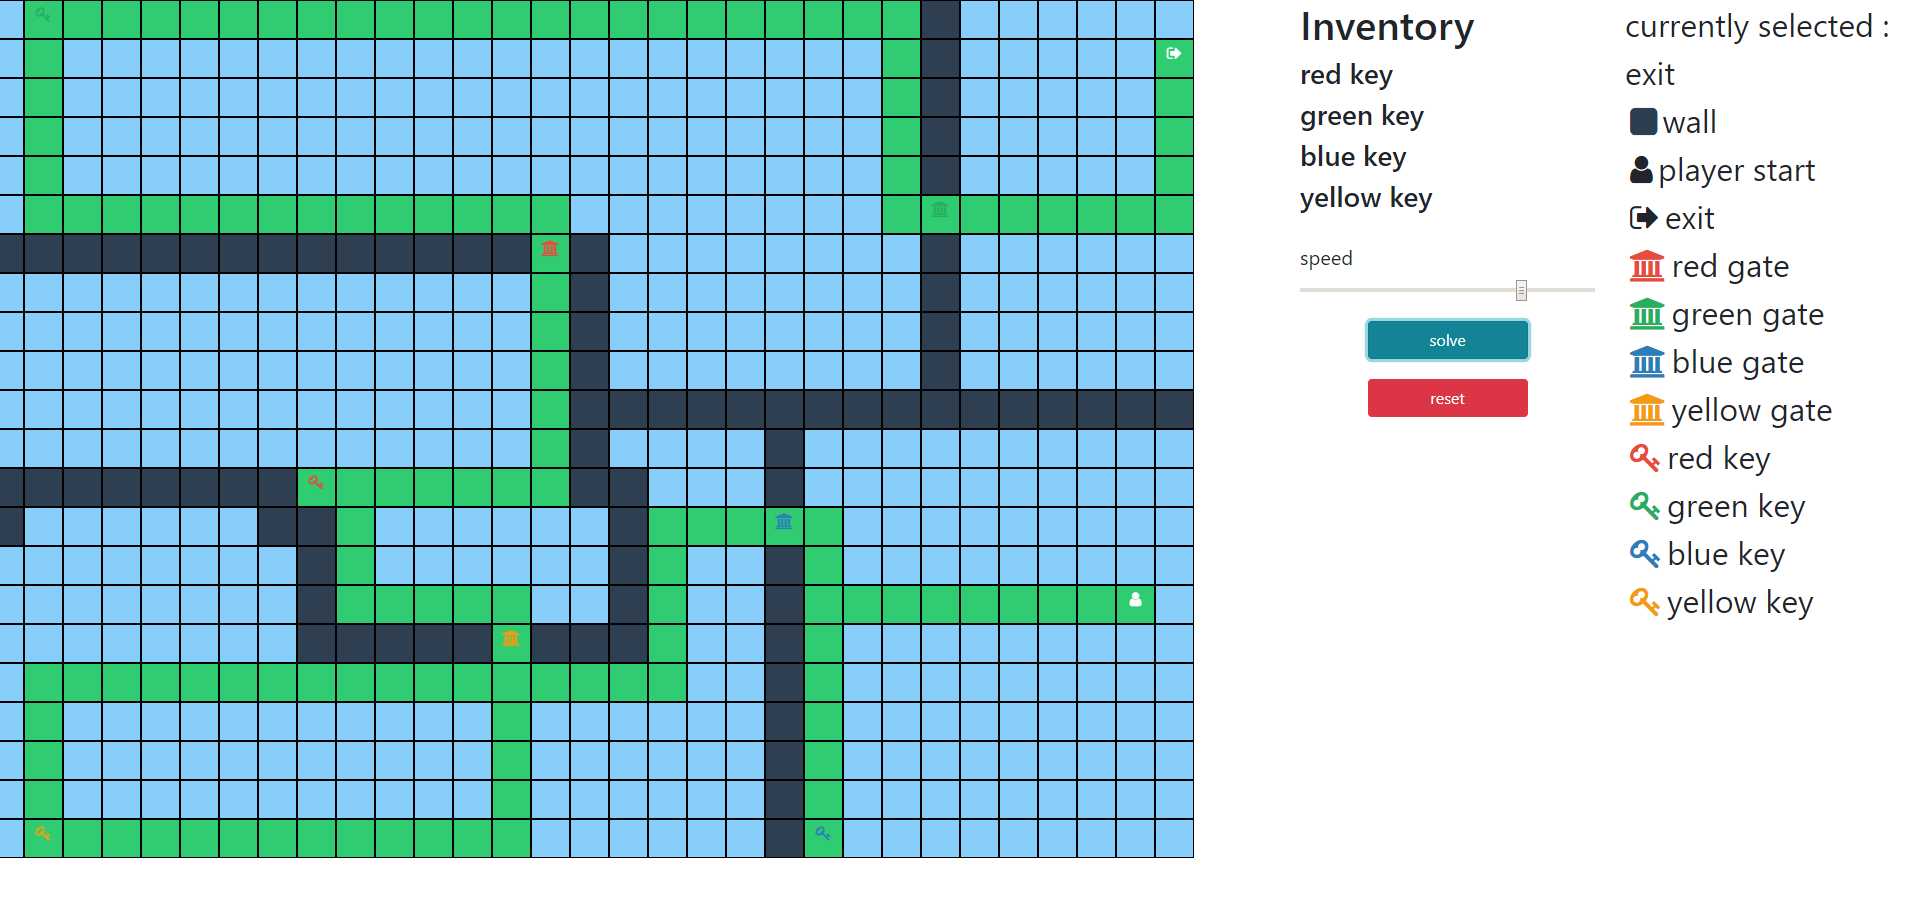 Inventory
red key
green key
blue key
yellow key
speed
solve
reset
currently selected :
exit
wall
player start
exit
red gate
green gate
blue gate
yellow gate
red key
green key
blue key
yellow key